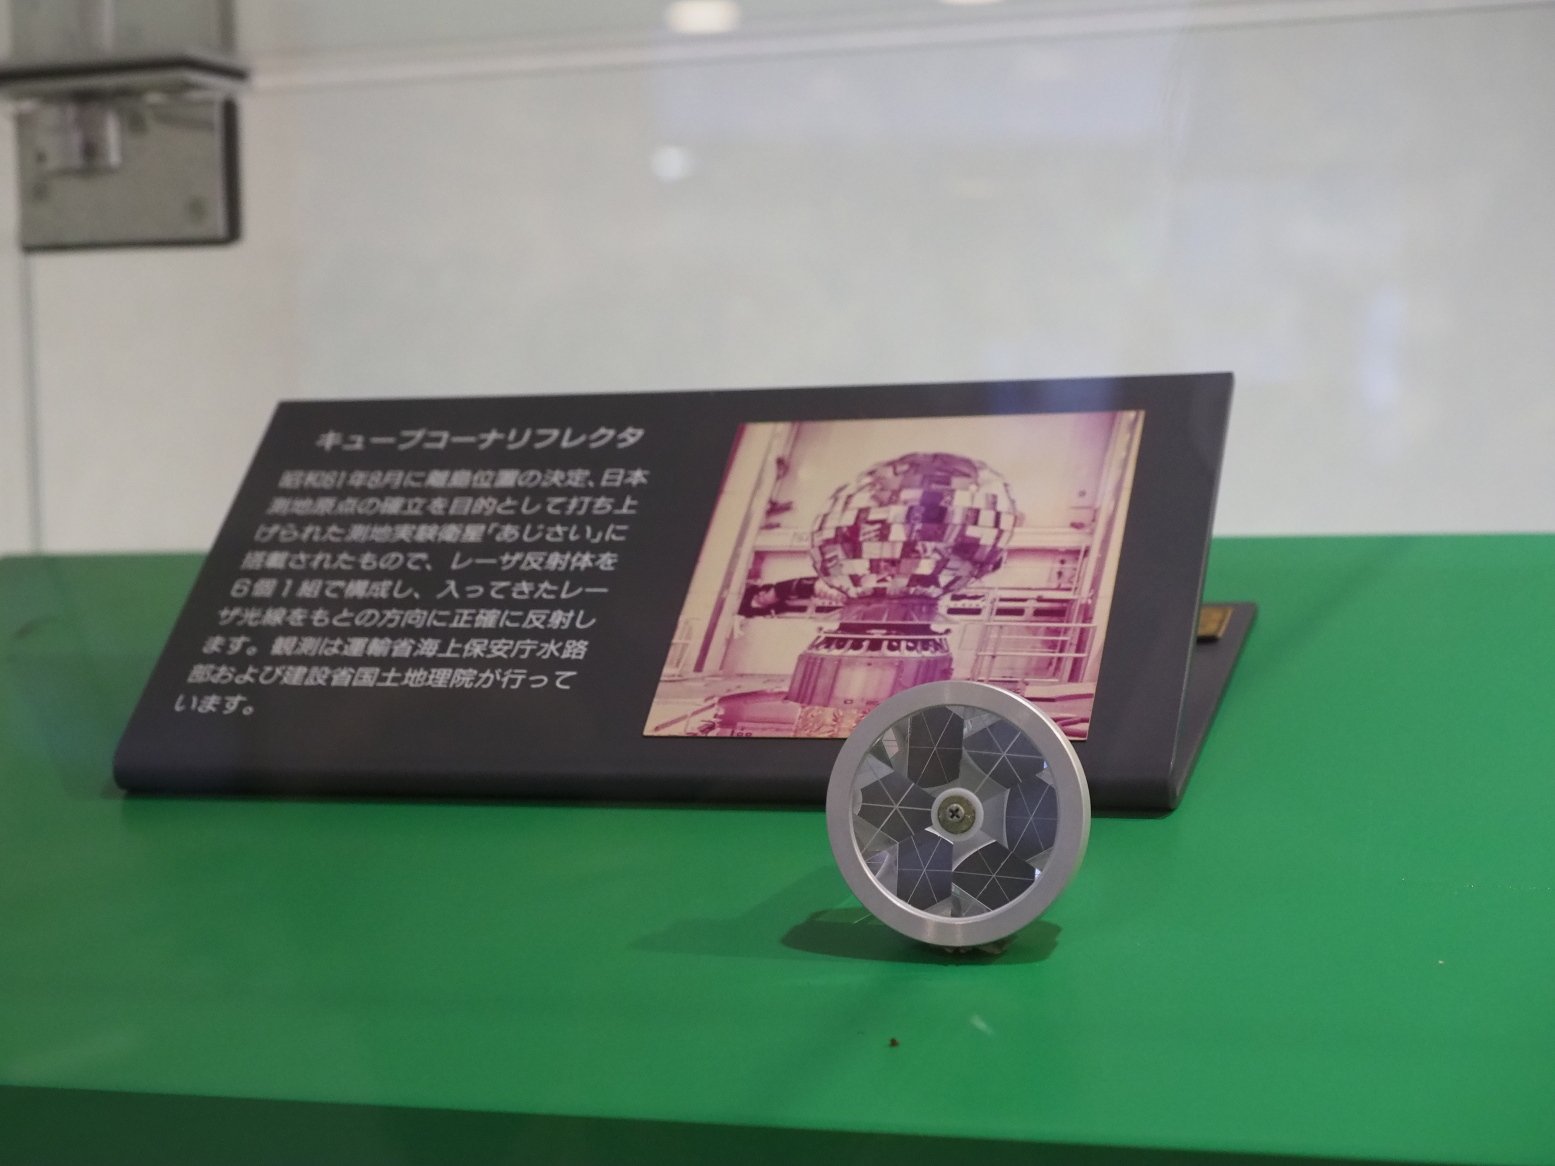 キューブコーナリフレクタ
昭和61年8月に離島位置の決定、日本
測地原点の確立を目的として打ち上
げられた測地実験衛星「あじさい」に
搭載されたもので、レーザ反射体を
6個1組で構成し、入ってきたレー
ザ光線をもとの方向に正確に反射し
ます。観測は運輸省海上保安庁水路
部および建設省国土地理院が行って
います。